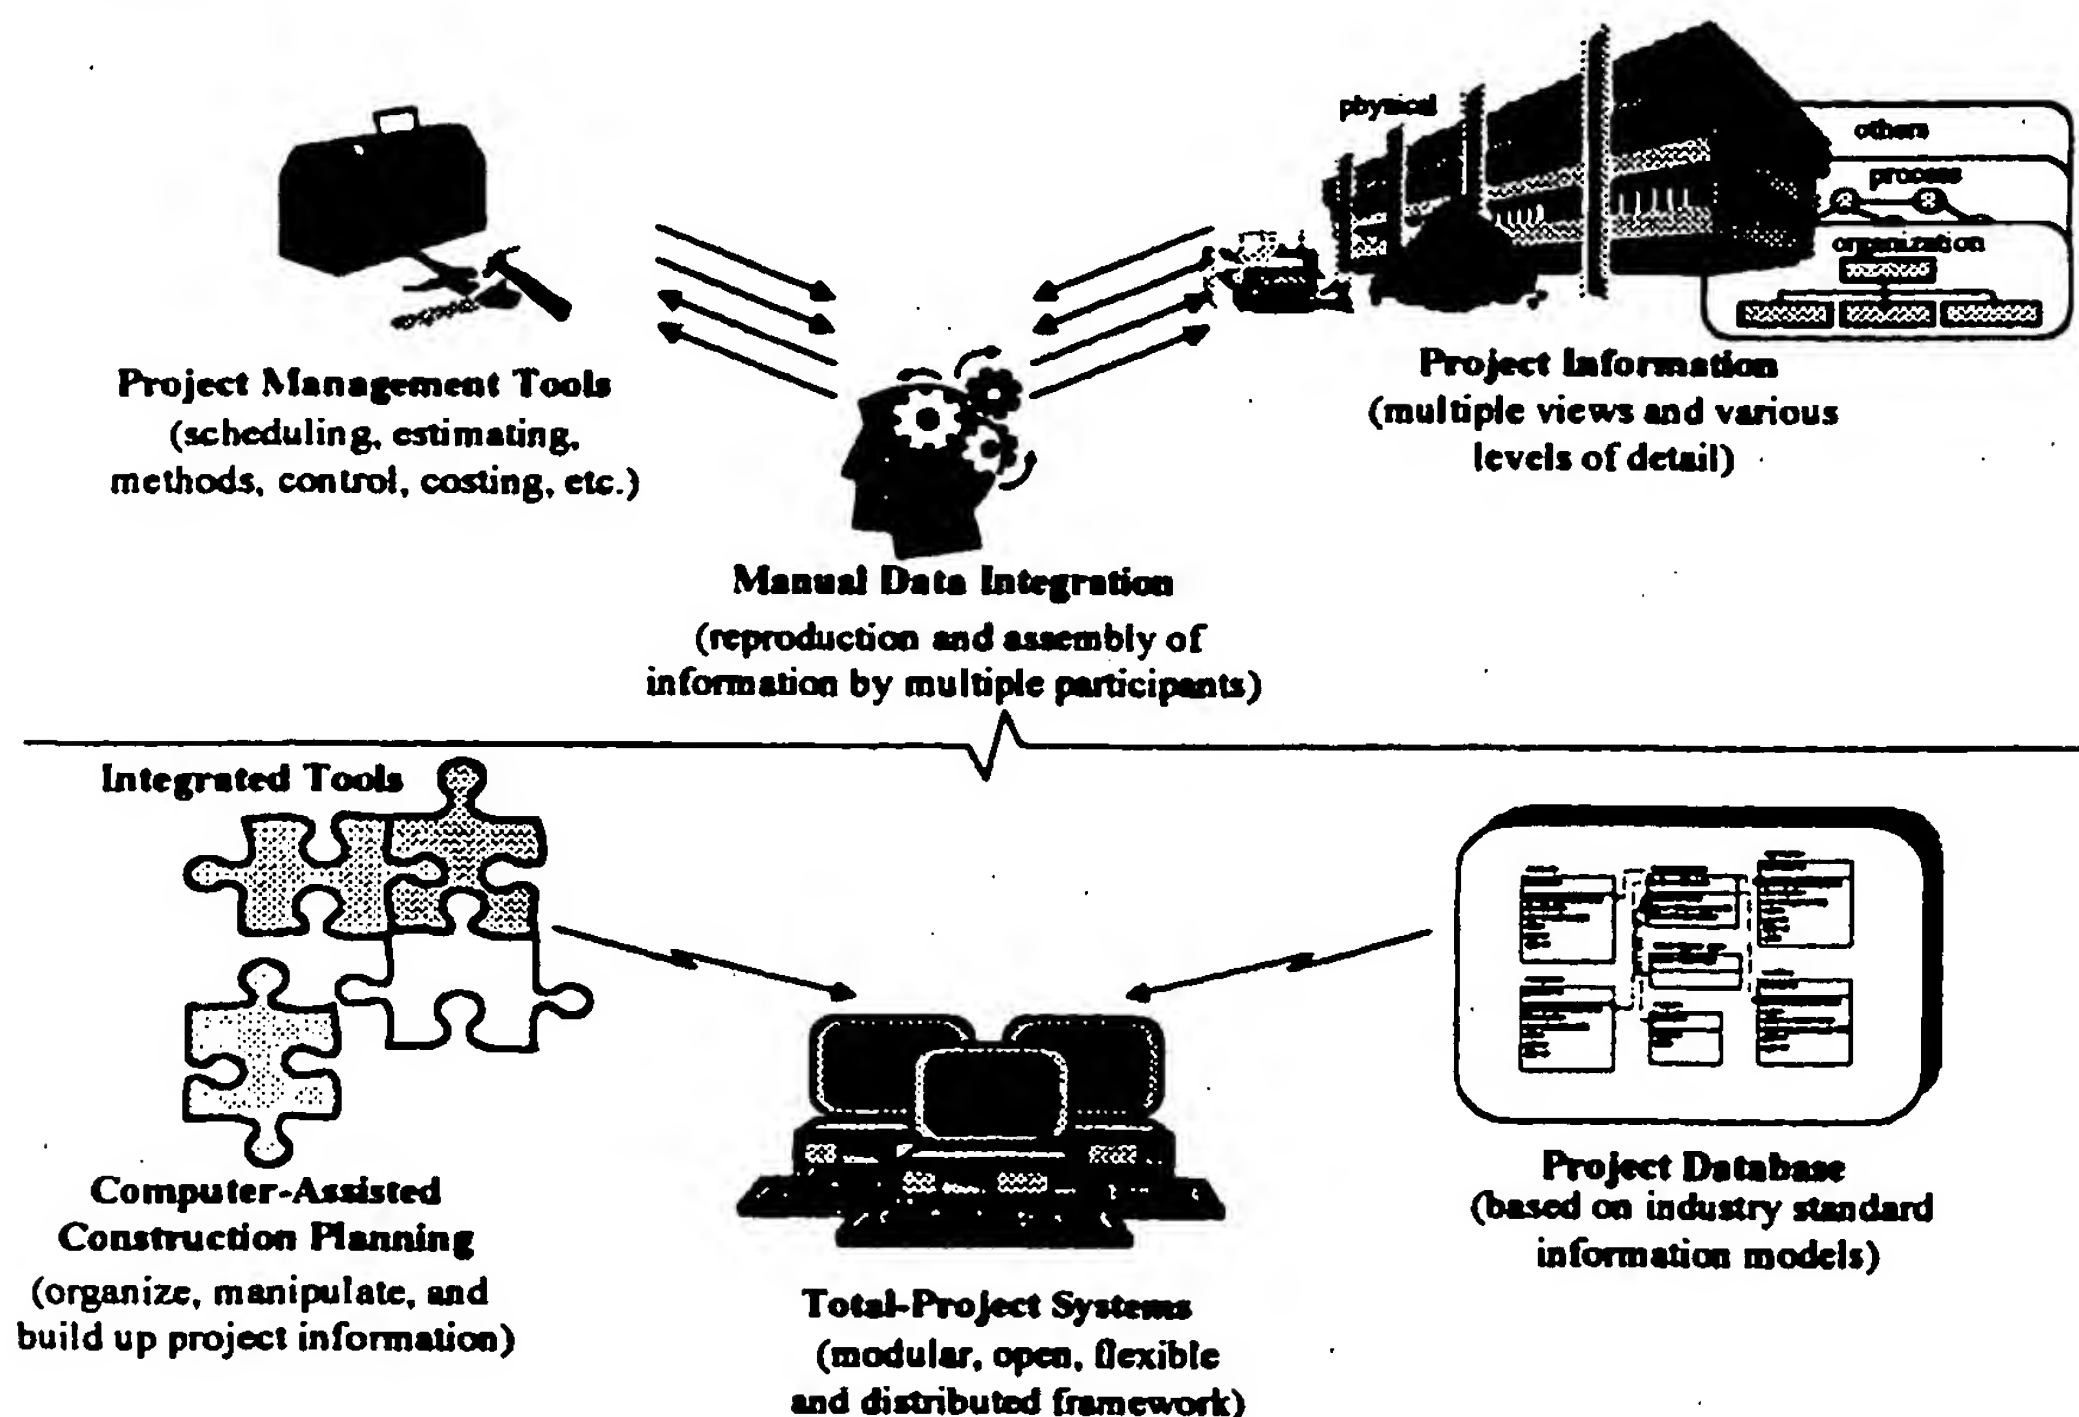 physical
others
process
organization
Project Management Tools
(scheduling, estimating,
methods, control, costing, etc.)
Project Information
(multiple views and various
levels of detail)
Manual Data Integration
(reproduction and assembly of
information by multiple participants)
Integrated Tools
Computer-Assisted
Construction Planning
(organize, manipulate, and
build up project information)
Total-Project Systems
(modular, open, flexible
and distributed framework)
Project Database
(based on industry standard
information models)